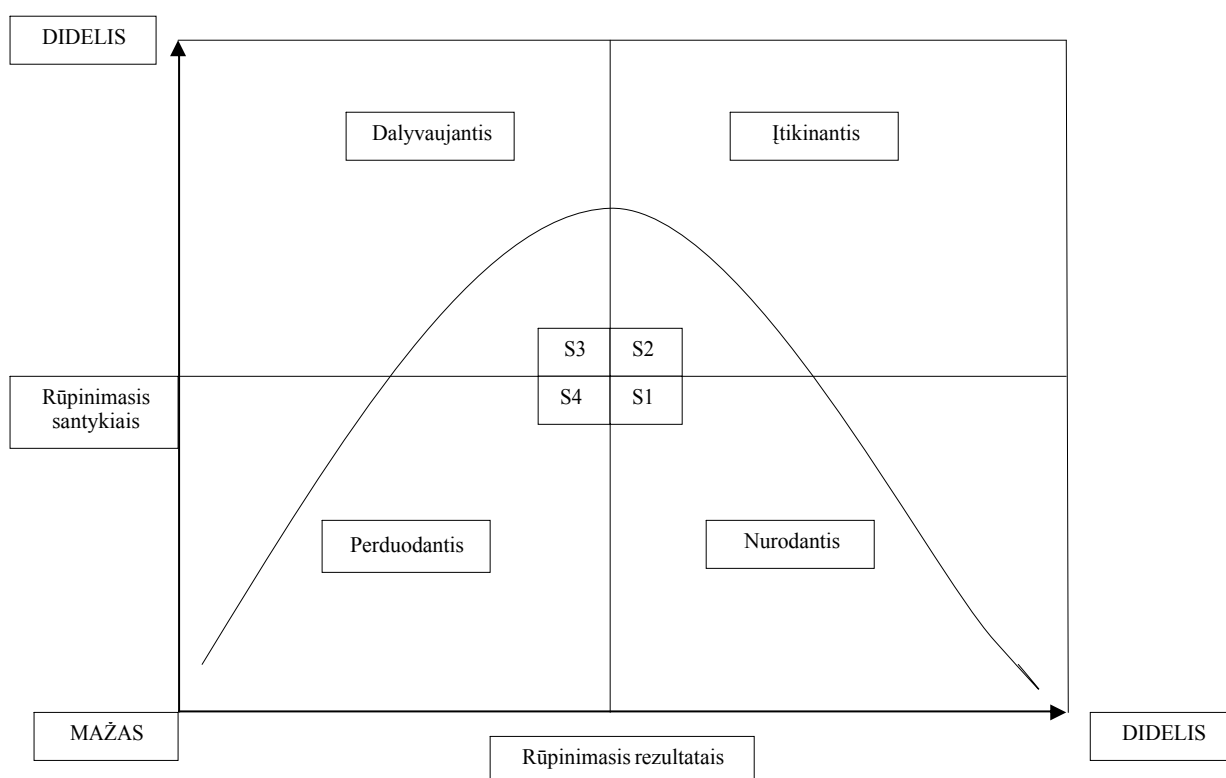 DIDELIS
Dalyvaujantis
Įtikinantis
S3
S2
Rūpinimasis
santykiais
S4
S1
Perduodantis
Nurodantis
MAŽAS
Rūpinimasis rezultatais
DIDELIS